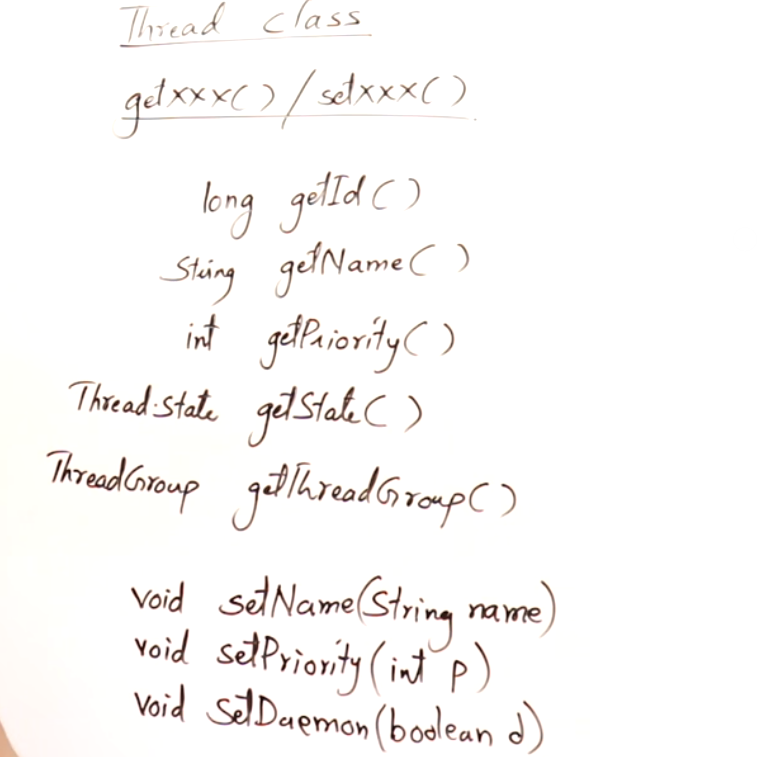 Thread class
getxxx() / setxxx()
long getId()
String getName()
int getPriority()
Thread.State getState()
ThreadGroup getThreadGroup()
void setName(String name)
void setPriority(int p)
void SetDaemon(boolean d)